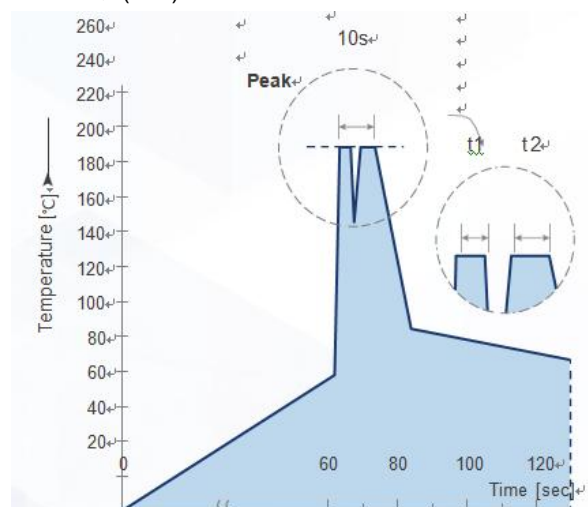 260↵
240↵
220↵
200↵
180↵
160↵
140↵
120↵
100↵
80↵
60↵
40↵
20↵
Temperature [℃]↵
10s↵
Peak↵
t1 t2↵
0 60 80 100 120↵
Time [sec]↵